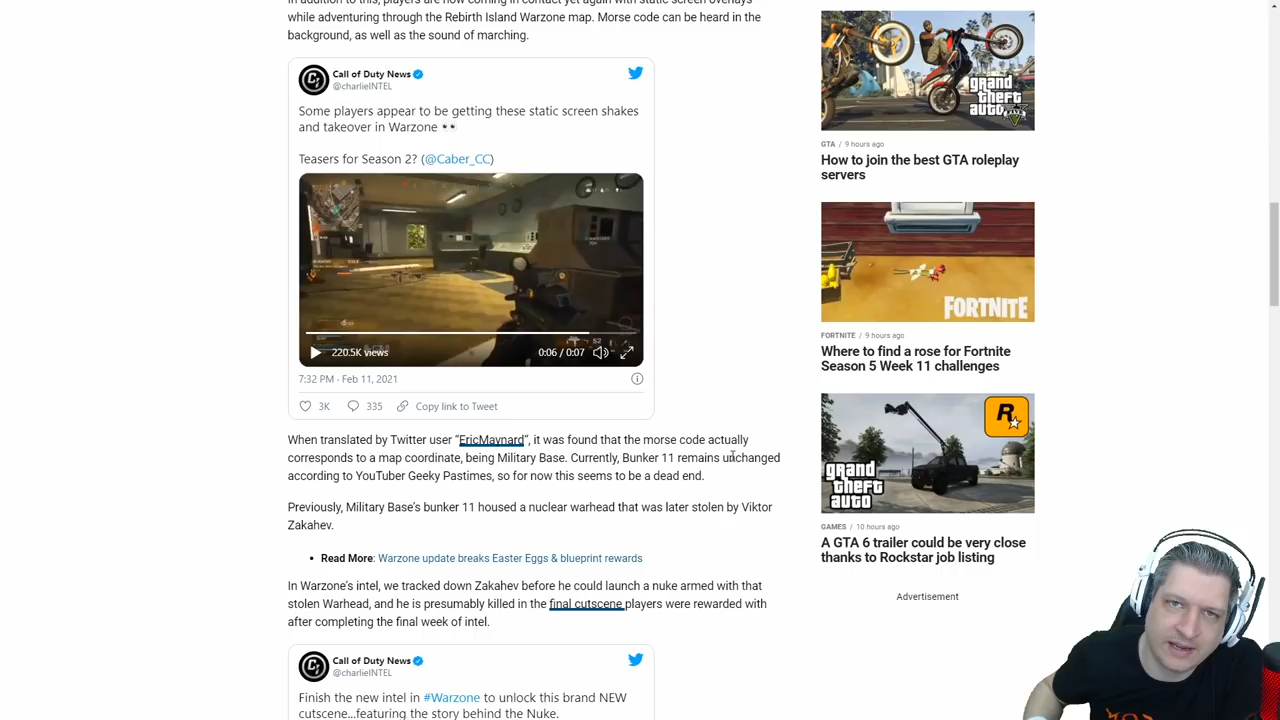 In addition to this, players are now coming in contact yet again with static screen overlays
while adventuring through the Rebirth Island Warzone map. Morse code can be heard in the
background, as well as the sound of marching.
Call of Duty News
@charlieINTEL
Some players appear to be getting these static screen shakes
and takeover in Warzone 👀
Teasers for Season 2? (@Caber_CC)
220.5K views
0:06 / 0:07
7:32 PM · Feb 11, 2021
3K
335
Copy link to Tweet
When translated by Twitter user "EricMaynard", it was found that the morse code actually
corresponds to a map coordinate, being Military Base. Currently, Bunker 11 remains unchanged
according to YouTuber Geeky Pastimes, so for now this seems to be a dead end.
Previously, Military Base's bunker 11 housed a nuclear warhead that was later stolen by Viktor
Zakahev.
• Read More: Warzone update breaks Easter Eggs & blueprint rewards
In Warzone's intel, we tracked down Zakahev before he could launch a nuke armed with that
stolen Warhead, and he is presumably killed in the final cutscene players were rewarded with
after completing the final week of intel.
Call of Duty News
@charlieINTEL
Finish the new intel in #Warzone to unlock this brand NEW
cutscene...featuring the story behind the Nuke.
grand
theft
auto
V
GTA / 9 hours ago
How to join the best GTA roleplay
servers
FORTNITE
FORTNITE / 9 hours ago
Where to find a rose for Fortnite
Season 5 Week 11 challenges
R
grand
theft
auto
GAMES / 10 hours ago
A GTA 6 trailer could be very close
thanks to Rockstar job listing
Advertisement